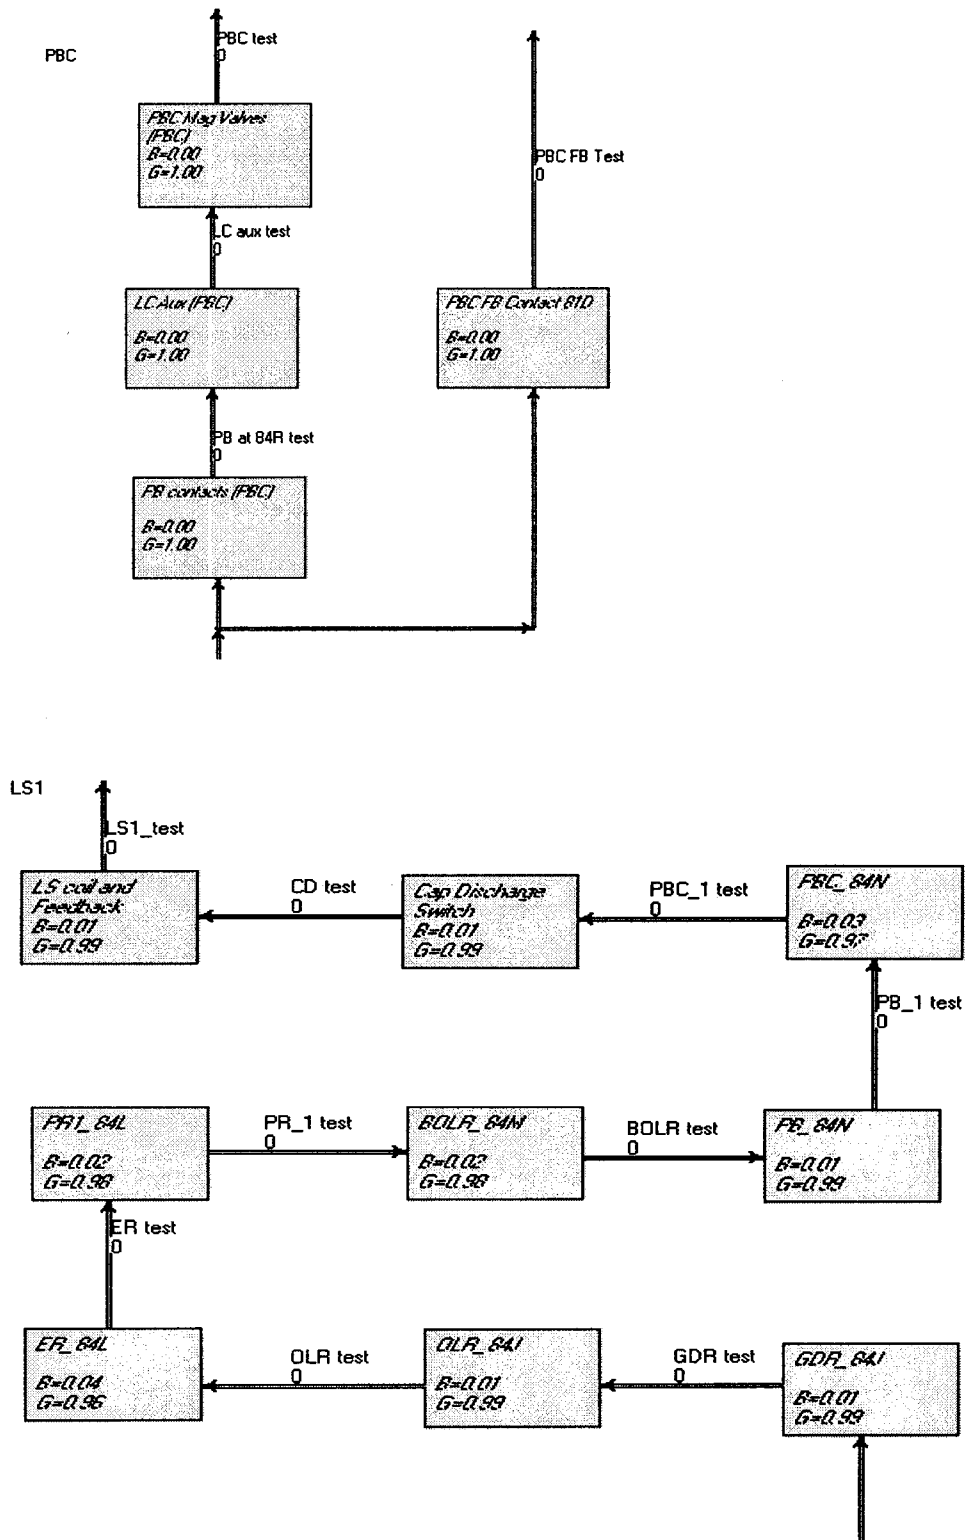 PBC
PBC test
0
PBC Mag Valves
(PBC)
B=0.00
G=1.00
PBC FB Test
0
LC aux test
0
LC Aux (PBC)
B=0.00
G=1.00
PBC FB Contact 81D
B=0.00
G=1.00
PB at 84R test
0
PB contacts (PBC)
B=0.00
G=1.00
LS1
LS1_test
0
LS coil and
Feedback
B=0.01
G=0.99
CD test
0
Cap Discharge
Switch
B=0.01
G=0.99
PBC_1 test
0
PBC_84N
B=0.03
G=0.97
PB_1 test
0
PR1_84L
B=0.02
G=0.98
PR_1 test
0
BOLR_84N
B=0.02
G=0.98
BOLR test
0
PB_84N
B=0.01
G=0.99
ER test
0
ER_84L
B=0.04
G=0.96
OLR test
0
OLR_84J
B=0.01
G=0.99
GDR test
0
GDR_84J
B=0.01
G=0.99